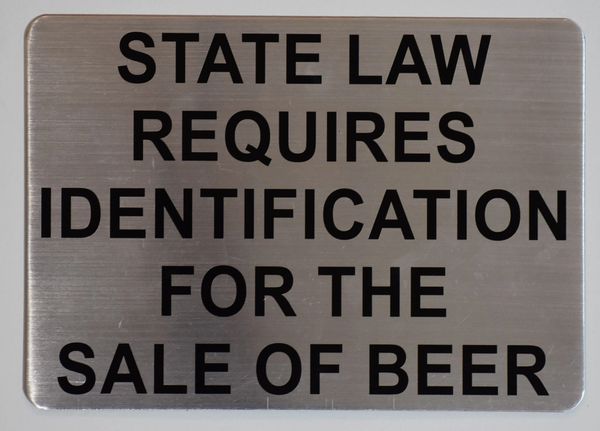 STATE LAW
REQUIRES
IDENTIFICATION
FOR THE
SALE OF BEER